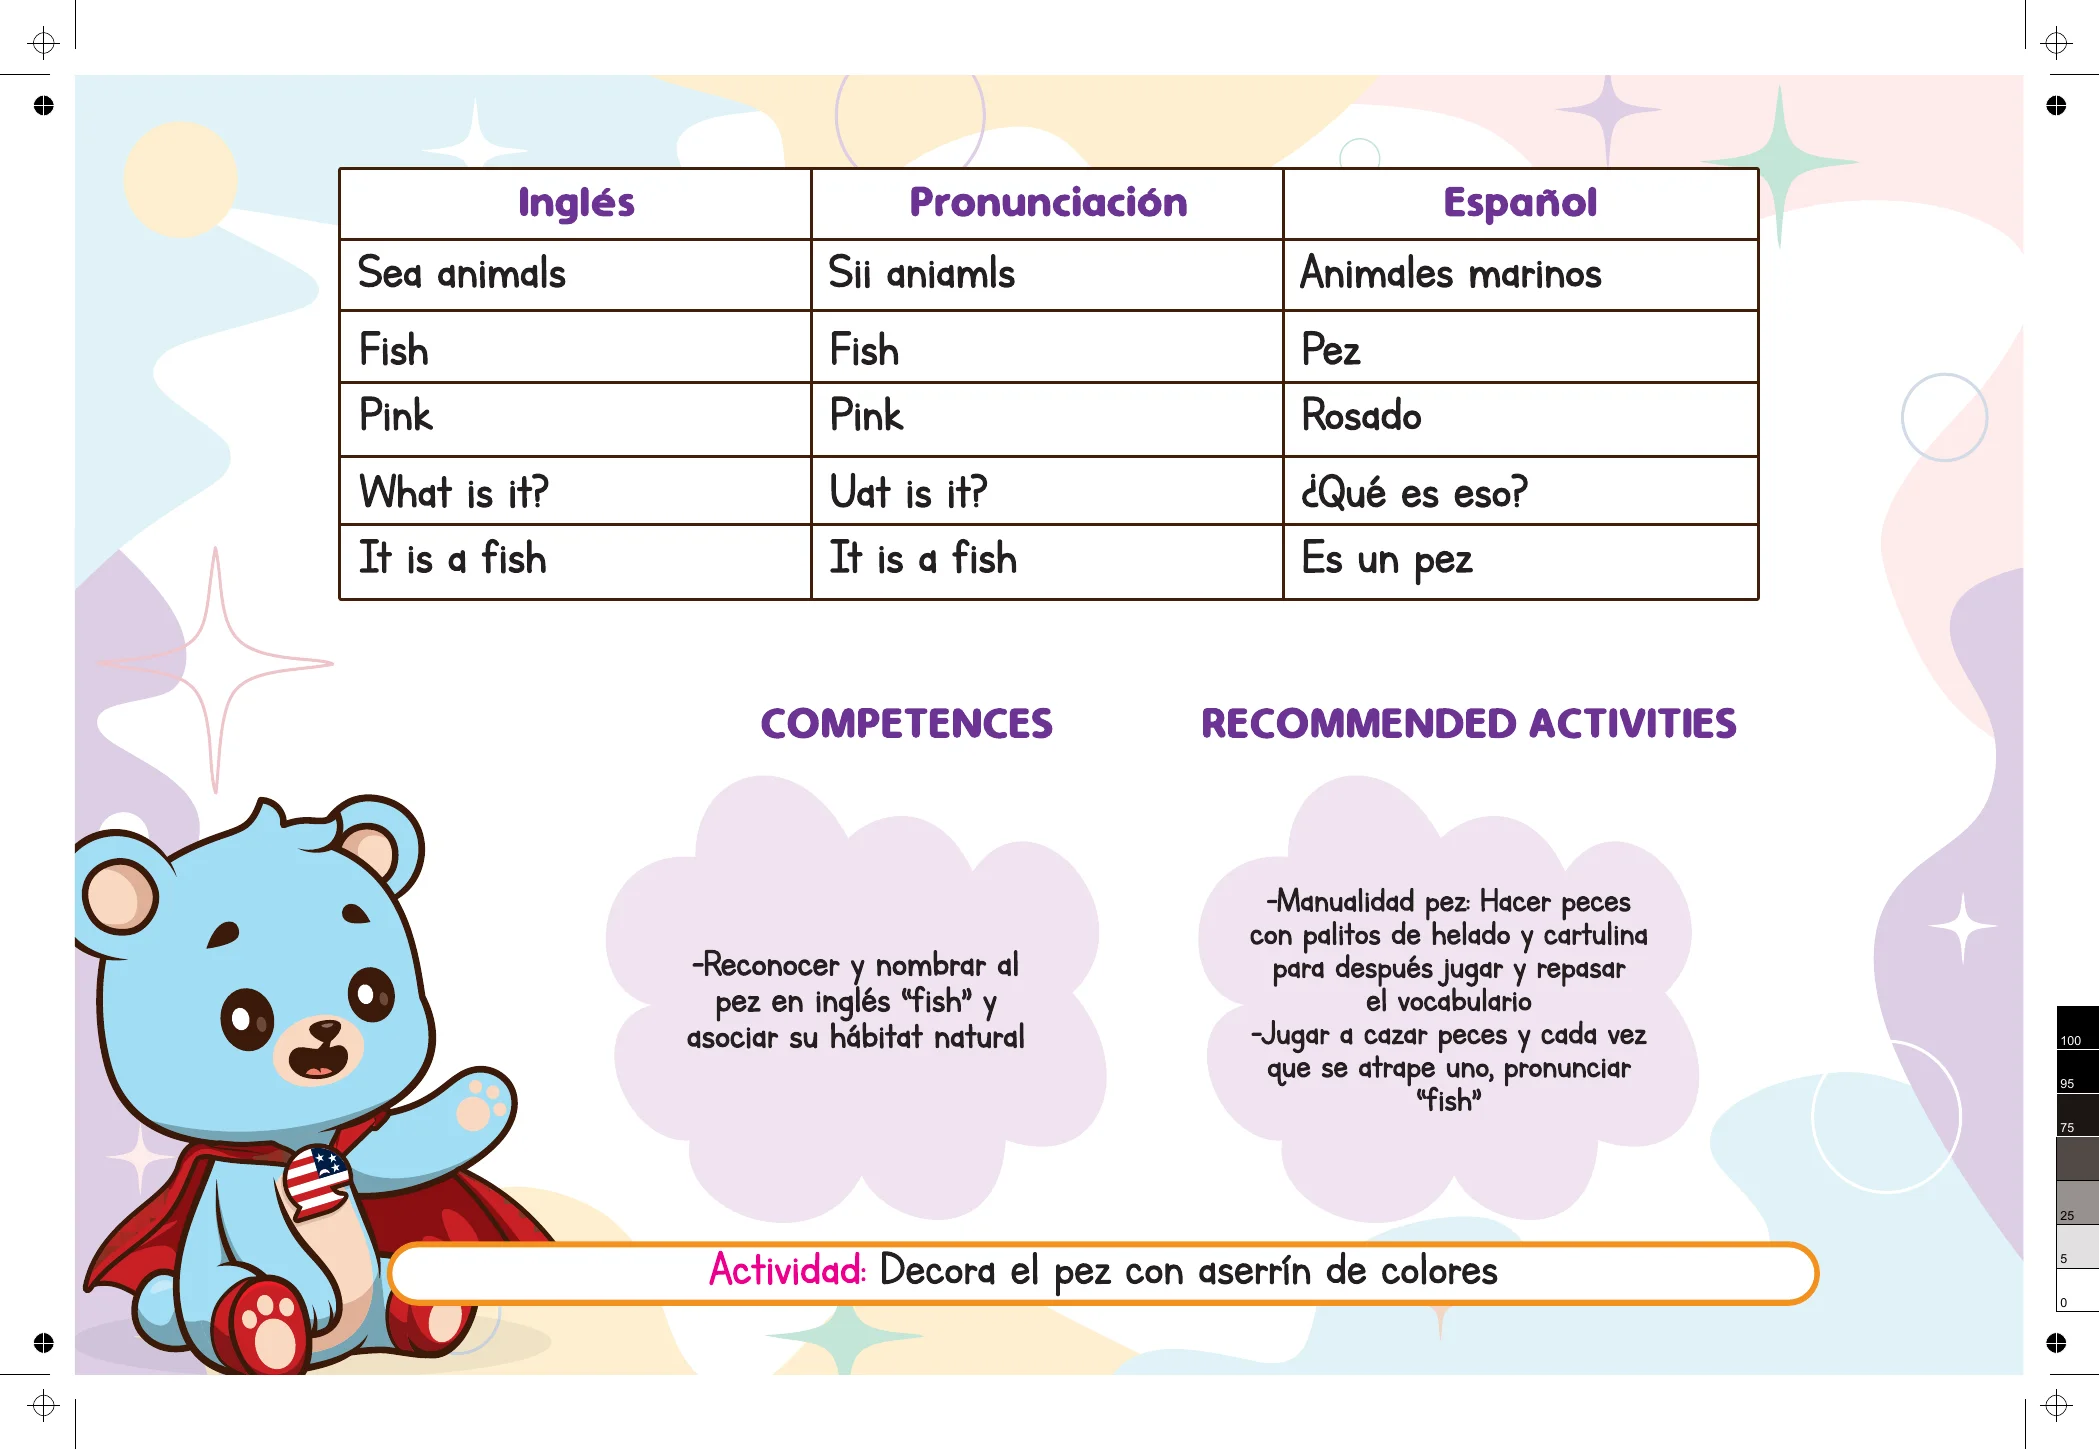 Inglés Pronunciación Español
Sea animals Sii aniamls Animales marinos
Fish Fish Pez
Pink Pink Rosado
What is it? Uat is it? ¿Qué es eso?
It is a fish It is a fish Es un pez
COMPETENCES
-Reconocer y nombrar al
pez en inglés “fish” y
asociar su hábitat natural
RECOMMENDED ACTIVITIES
-Manualidad pez: Hacer peces
con palitos de helado y cartulina
para después jugar y repasar
el vocabulario
-Jugar a cazar peces y cada vez
que se atrape uno, pronunciar
“fish”
Actividad: Decora el pez con aserrín de colores
100
95
75
25
5
0